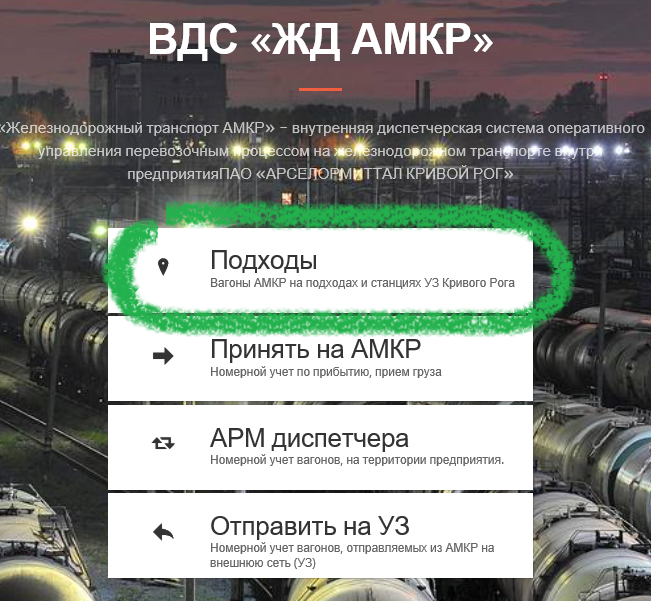 ВДС «ЖД АМКР»
«Железнодорожный транспорт АМКР» – внутренняя диспетчерская система оперативного
управления перевозочным процессом на железнодорожном транспорте внутри
предприятияПАО «АРСЕЛОРМИТТАЛ КРИВОЙ РОГ»
Подходы
Вагоны АМКР на подходах и станциях УЗ Кривого Рога
Принять на АМКР
Номерной учет по прибытию, прием груза
АРМ диспетчера
Номерной учет вагонов, на территории предприятия.
Отправить на УЗ
Номерной учет вагонов, отправляемых из АМКР на
внешнюю сеть (УЗ)